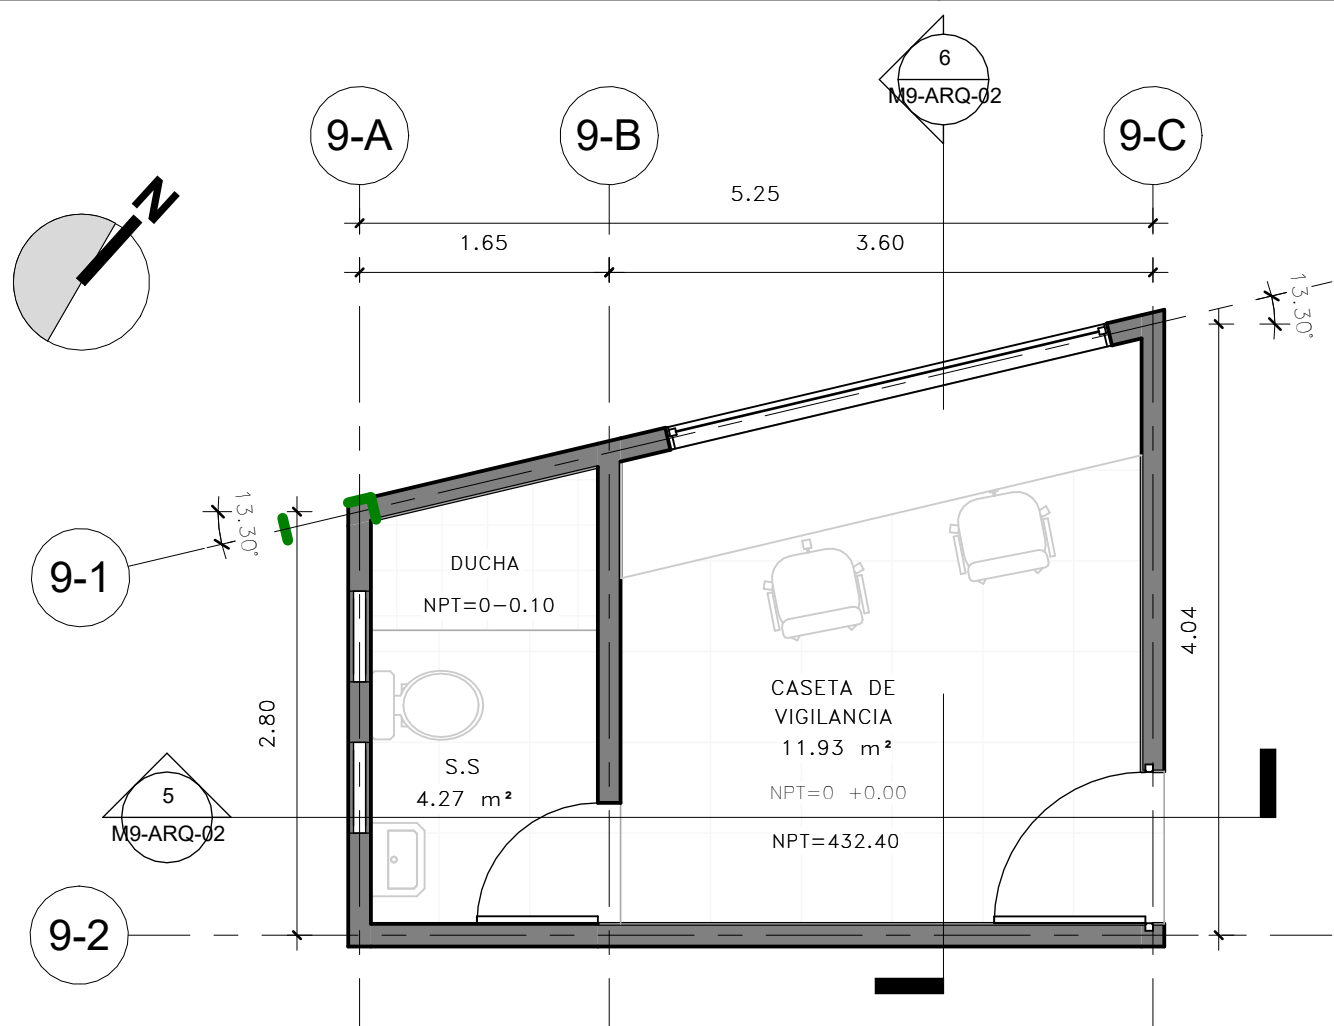 6
M9-ARQ-02
9-A
9-B
9-C
5.25
1.65
3.60
N
13.30°
13.30°
9-1
DUCHA
NPT=0-0.10
4.04
2.80
CASETA DE
VIGILANCIA
11.93 m²
NPT=0 +0.00
NPT=432.40
S.S
4.27 m²
5
M9-ARQ-02
9-2